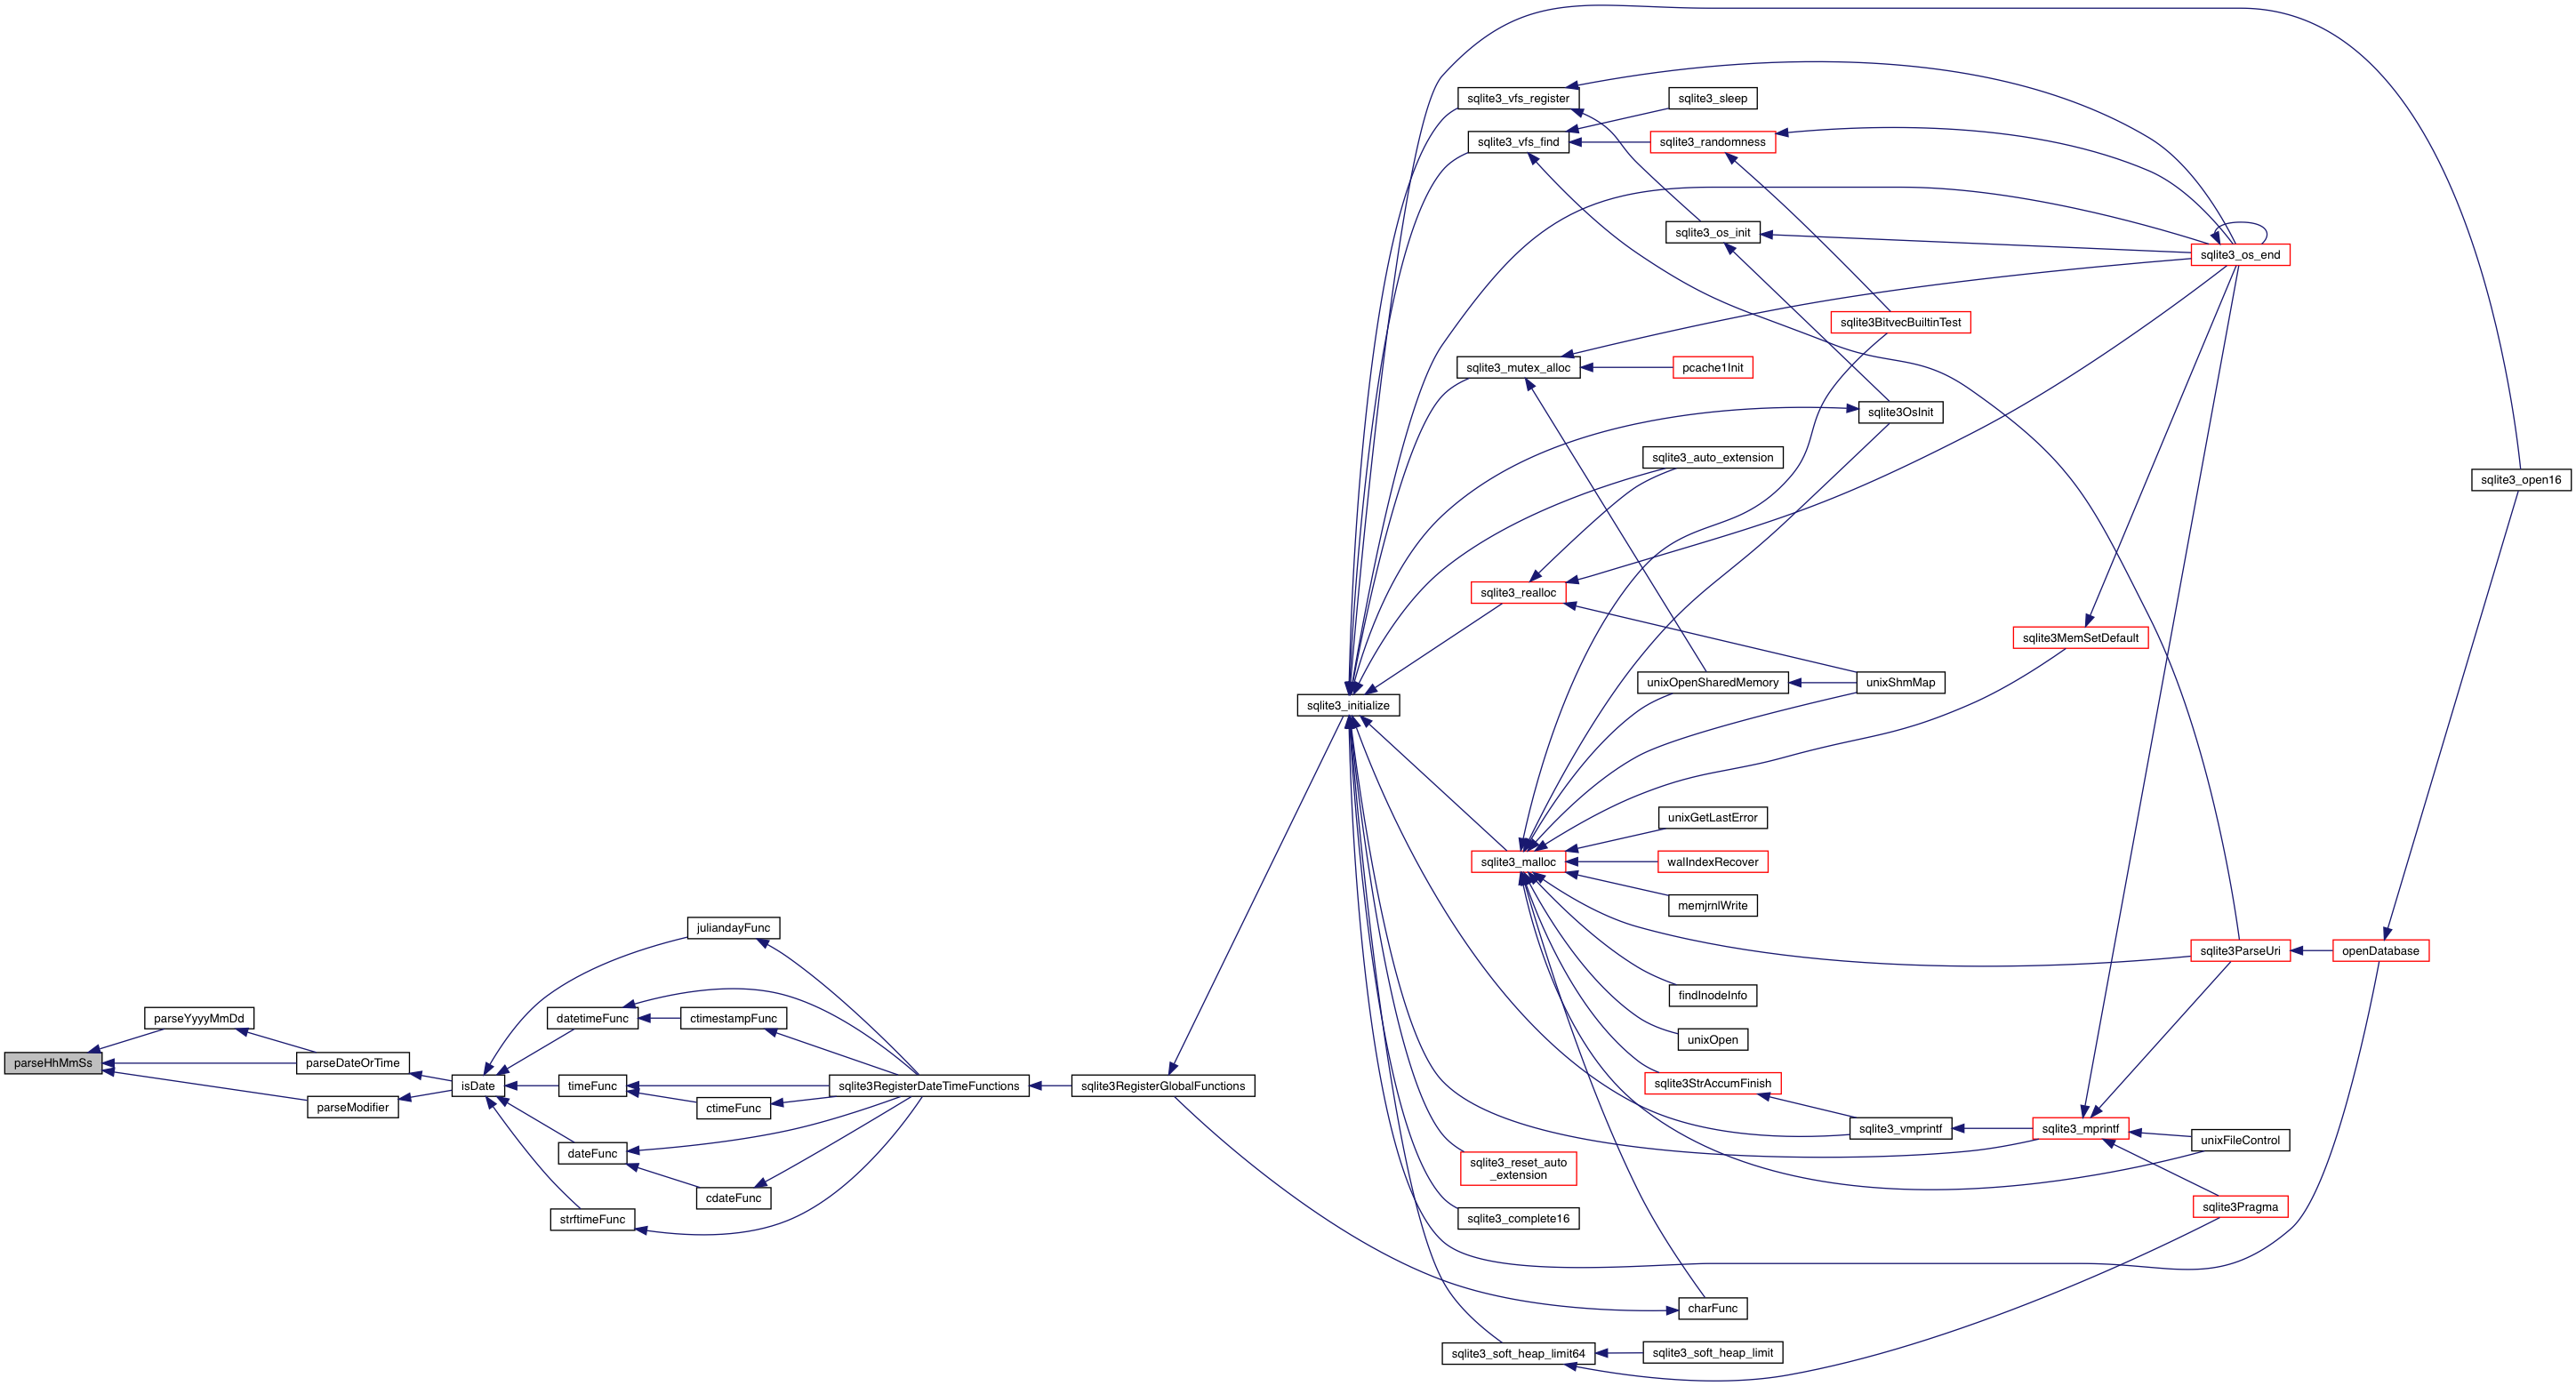 parseHhMmSs
parseYyyyMmDd
parseDateOrTime
parseModifier
isDate
juliandayFunc
datetimeFunc
ctimestampFunc
timeFunc
ctimeFunc
dateFunc
cdateFunc
strftimeFunc
sqlite3RegisterDateTimeFunctions
sqlite3RegisterGlobalFunctions
sqlite3_initialize
sqlite3_vfs_register
sqlite3_vfs_find
sqlite3_sleep
sqlite3_randomness
sqlite3_os_init
sqlite3_os_end
sqlite3BitvecBuiltinTest
sqlite3_mutex_alloc
pcache1Init
sqlite3OsInit
sqlite3_auto_extension
sqlite3_open16
sqlite3_realloc
sqlite3MemSetDefault
unixOpenSharedMemory
unixShmMap
unixGetLastError
sqlite3_malloc
walIndexRecover
memjrnlWrite
sqlite3ParseUri
openDatabase
findInodeInfo
unixOpen
sqlite3StrAccumFinish
sqlite3_vmprintf
sqlite3_mprintf
unixFileControl
sqlite3_reset_auto
_extension
sqlite3Pragma
sqlite3_complete16
charFunc
sqlite3_soft_heap_limit64
sqlite3_soft_heap_limit